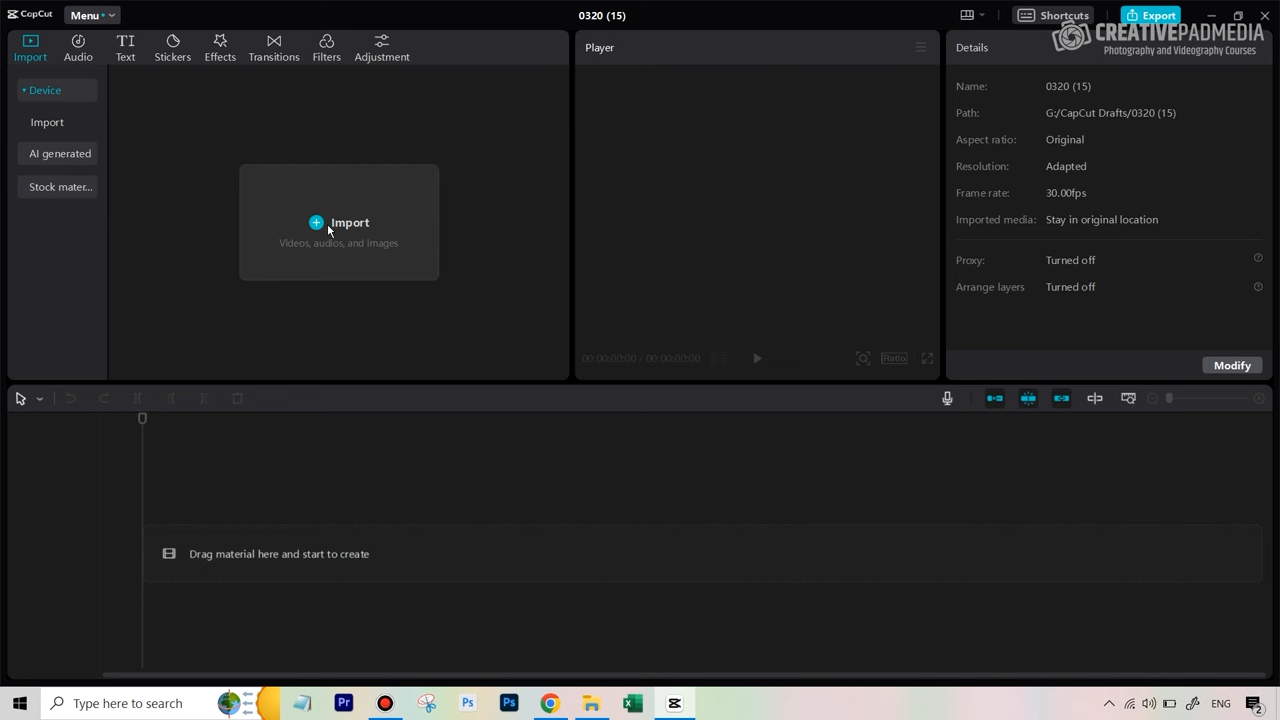 CapCut
Menu
0320 (15)
Shortcuts
Export
CREATIVEPADMEDIA
Photography and Videography Courses
Import
Audio
Text
Stickers
Effects
Transitions
Filters
Adjustment
Player
Details
Device
Import
AI generated
Stock mater...
Import
Videos, audios, and images
Name: 0320 (15)
Path: G:/CapCut Drafts/0320 (15)
Aspect ratio: Original
Resolution: Adapted
Frame rate: 30.00fps
Imported media: Stay in original location
Proxy: Turned off
Arrange layers Turned off
00:00:00:00 / 00:00:00:00
Ratio
Modify
Drag material here and start to create
Type here to search
Pr
Ps
Ps
ENG
2